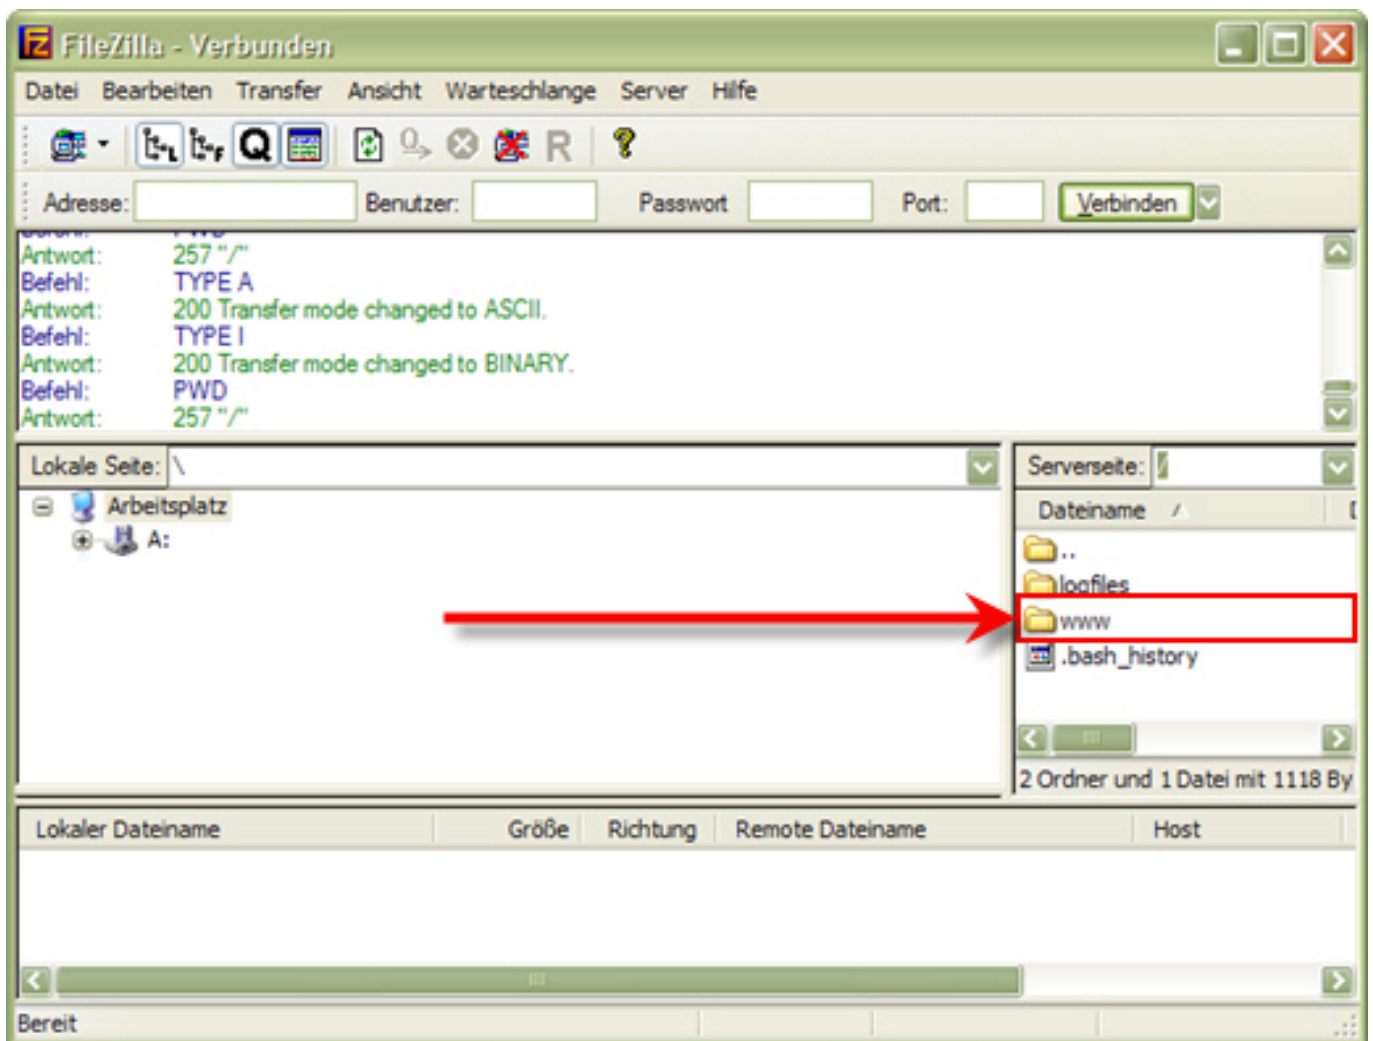 FileZilla - Verbunden
Datei Bearbeiten Transfer Ansicht Warteschlange Server Hilfe
L F Q R ?
Adresse: Benutzer: Passwort Port: Verbinden
Befehl: PWD
Antwort: 257 "/"
Befehl: TYPE A
Antwort: 200 Transfer mode changed to ASCII.
Befehl: TYPE I
Antwort: 200 Transfer mode changed to BINARY.
Befehl: PWD
Antwort: 257 "/"
Lokale Seite: \
Arbeitsplatz
A:
Serverseite: /
Dateiname /
..
logfiles
www
.bash_history
2 Ordner und 1 Datei mit 1118 By
Lokaler Dateiname Größe Richtung Remote Dateiname Host
Bereit